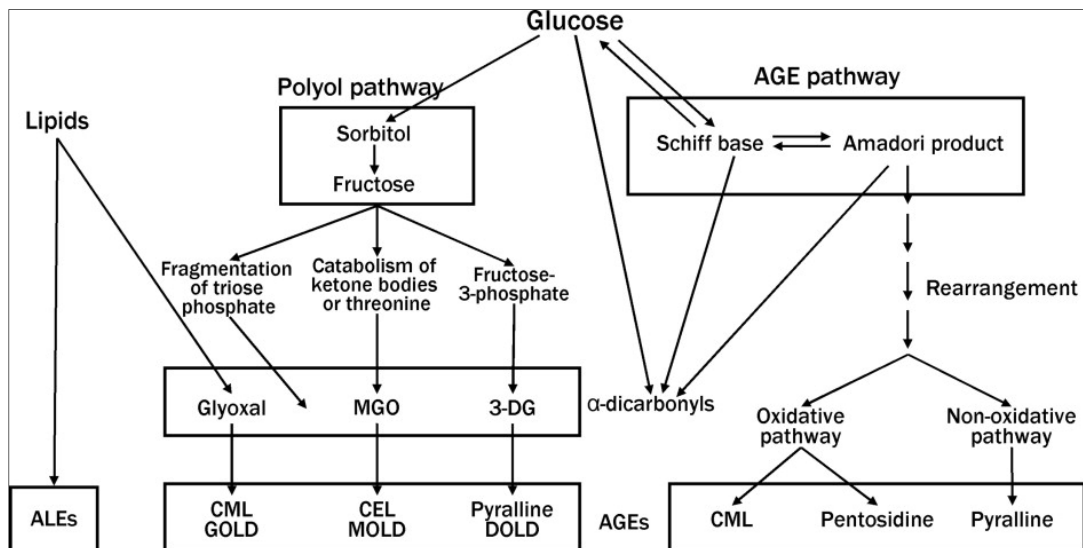 Glucose
Polyol pathway
AGE pathway
Lipids
Sorbitol
Schiff base
Amadori product
Fructose
Fragmentation
of triose
phosphate
Catabolism of
ketone bodies
or threonine
Fructose-
3-phosphate
Rearrangement
Glyoxal
MGO
3-DG
α-dicarbonyls
Oxidative
pathway
Non-oxidative
pathway
ALEs
CML
GOLD
CEL
MOLD
Pyralline
DOLD
AGEs
CML
Pentosidine
Pyralline